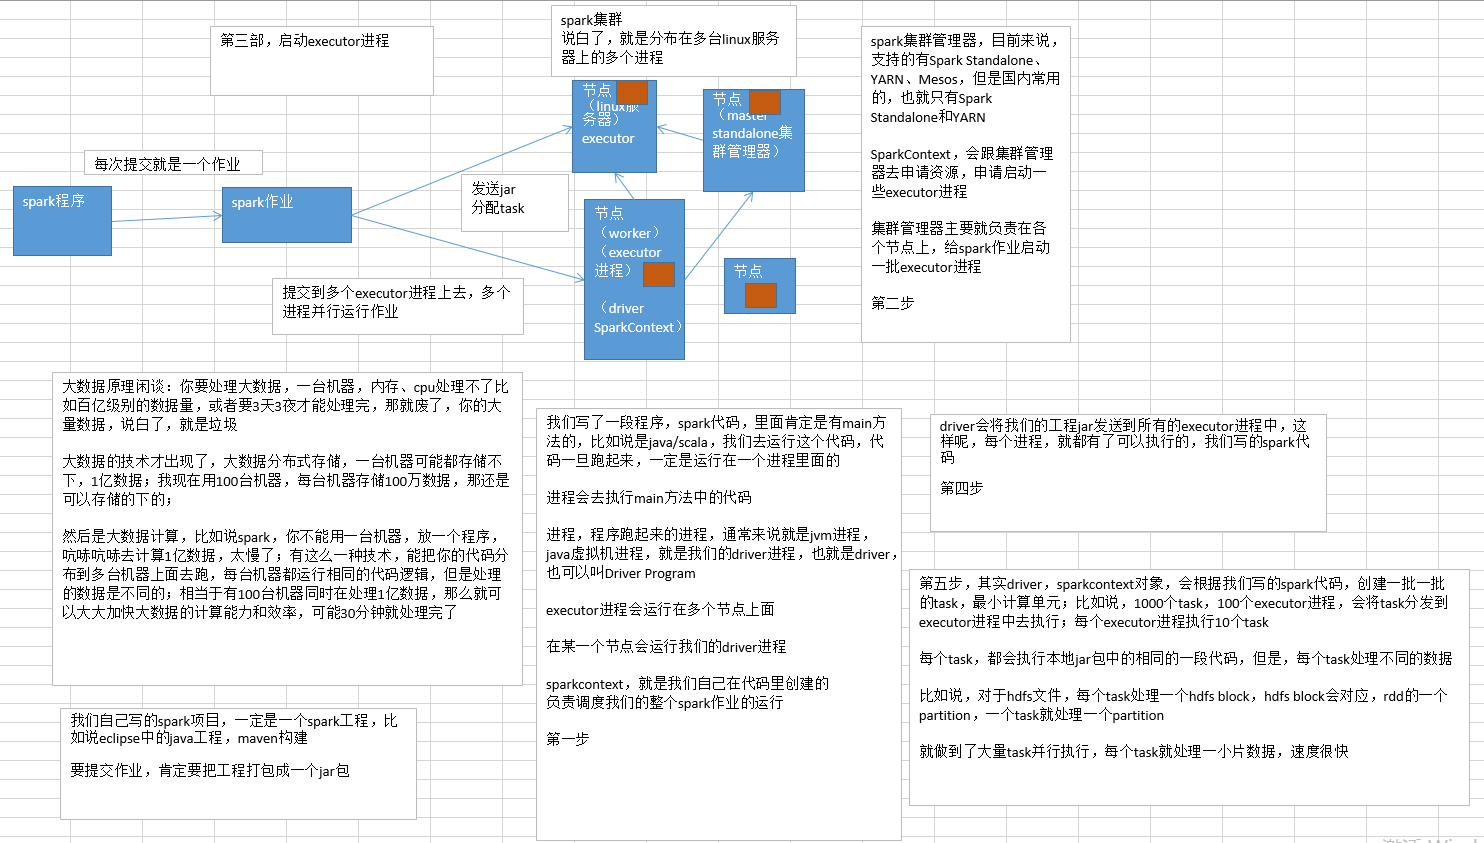 spark集群
说白了，就是分布在多台linux服务
器上的多个进程
第三部，启动executor进程
spark集群管理器，目前来说，
支持的有Spark Standalone、
YARN、Mesos，但是国内常用
的，也就只有Spark
Standalone和YARN
SparkContext，会跟集群管理
器去申请资源，申请启动一
些executor进程
集群管理器主要就负责在各
个节点上，给spark作业启动
一批executor进程
第二步
节点
（linux服
务器）
executor
节点
（master
standalone集
群管理器）
每次提交就是一个作业
spark程序
spark作业
发送jar
分配task
节点
（worker）
（executor
进程）
（driver
SparkContext）
节点
提交到多个executor进程上去，多个
进程并行运行作业
大数据原理闲谈：你要处理大数据，一台机器，内存、cpu处理不了比
如百亿级别的数据量，或者要3天3夜才能处理完，那就废了，你的大
量数据，说白了，就是垃圾
大数据的技术才出现了，大数据分布式存储，一台机器可能都存储不
下，1亿数据；我现在用100台机器，每台机器存储100万数据，那还是
可以存储的下的；
然后是大数据计算，比如说spark，你不能用一台机器，放一个程序，
吭哧吭哧去计算1亿数据，太慢了；有这么一种技术，能把你的代码分
布到多台机器上面去跑，每台机器都运行相同的代码逻辑，但是处理
的数据是不同的；相当于有100台机器同时在处理1亿数据，那么就可
以大大加快大数据的计算能力和效率，可能30分钟就处理完了
我们写了一段程序，spark代码，里面肯定是有main方
法的，比如说是java/scala，我们去运行这个代码，代
码一旦跑起来，一定是运行在一个进程里面的
进程会去执行main方法中的代码
进程，程序跑起来的进程，通常来说就是jvm进程，
java虚拟机进程，就是我们的driver进程，也就是driver，
也可以叫Driver Program
executor进程会运行在多个节点上面
在某一个节点会运行我们的driver进程
sparkcontext，就是我们自己在代码里创建的
负责调度我们的整个spark作业的运行
第一步
driver会将我们的工程jar发送到所有的executor进程中，这
样呢，每个进程，就都有了可以执行的，我们写的spark代
码
第四步
第五步，其实driver，sparkcontext对象，会根据我们写的spark代码，创建一批一批
的task，最小计算单元；比如说，1000个task，100个executor进程，会将task分发到
executor进程中去执行；每个executor进程执行10个task
每个task，都会执行本地jar包中的相同的一段代码，但是，每个task处理不同的数据
比如说，对于hdfs文件，每个task处理一个hdfs block，hdfs block会对应，rdd的一个
partition，一个task就处理一个partition
就做到了大量task并行执行，每个task就处理一小片数据，速度很快
我们自己写的spark项目，一定是一个spark工程，比
如说eclipse中的java工程，maven构建
要提交作业，肯定要把工程打包成一个jar包